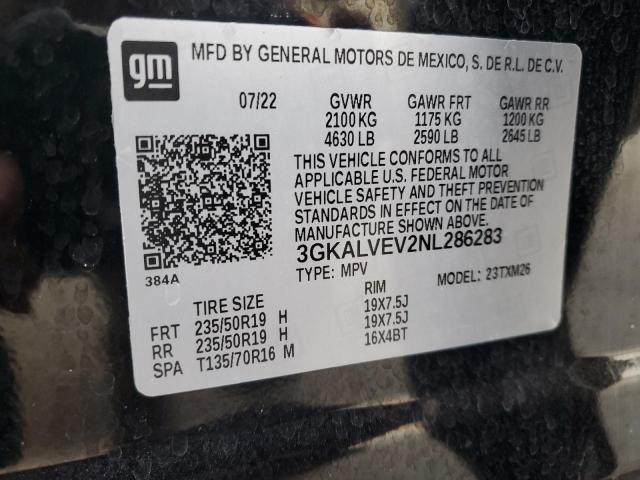 gm
MFD BY GENERAL MOTORS DE MEXICO, S. DE R.L. DE C.V.
07/22 GVWR GAWR FRT GAWR RR
2100 KG 1175 KG 1200 KG
4630 LB 2590 LB 2645 LB
THIS VEHICLE CONFORMS TO ALL
APPLICABLE U.S. FEDERAL MOTOR
VEHICLE SAFETY AND THEFT PREVENTION
STANDARDS IN EFFECT ON THE DATE OF
MANUFACTURE SHOWN ABOVE.
3GKALVEV2NL286283
384A
TYPE: MPV MODEL: 23TXM26
TIRE SIZE RIM
FRT 235/50R19 H 19X7.5J
RR 235/50R19 H 19X7.5J
SPA T135/70R16 M 16X4BT